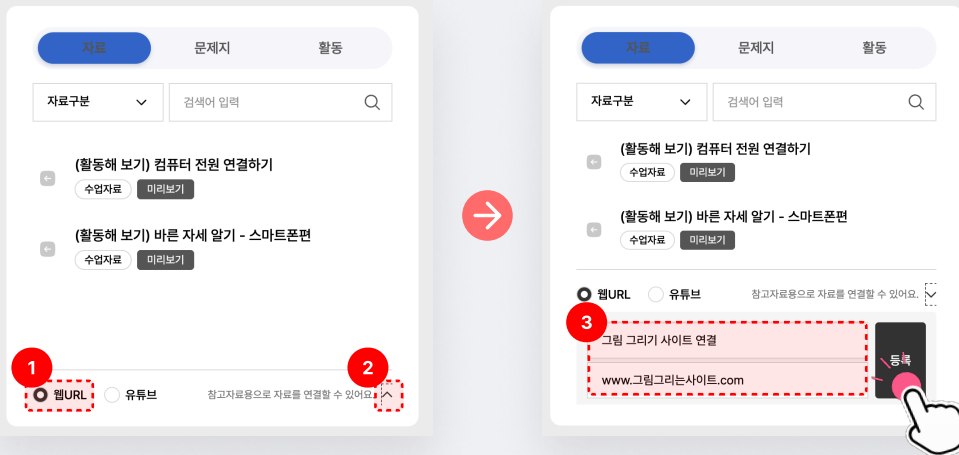 자료 문제지 활동
자료구분 검색어 입력
(활동해 보기) 컴퓨터 전원 연결하기
수업자료 미리보기
(활동해 보기) 바른 자세 알기 - 스마트폰편
수업자료 미리보기
1
2
웹URL 유튜브 참고자료용으로 자료를 연결할 수 있어요.
자료 문제지 활동
자료구분 검색어 입력
(활동해 보기) 컴퓨터 전원 연결하기
수업자료 미리보기
(활동해 보기) 바른 자세 알기 - 스마트폰편
수업자료 미리보기
웹URL 유튜브 참고자료용으로 자료를 연결할 수 있어요.
3
그림 그리기 사이트 연결
www.그림그리는사이트.com
등록